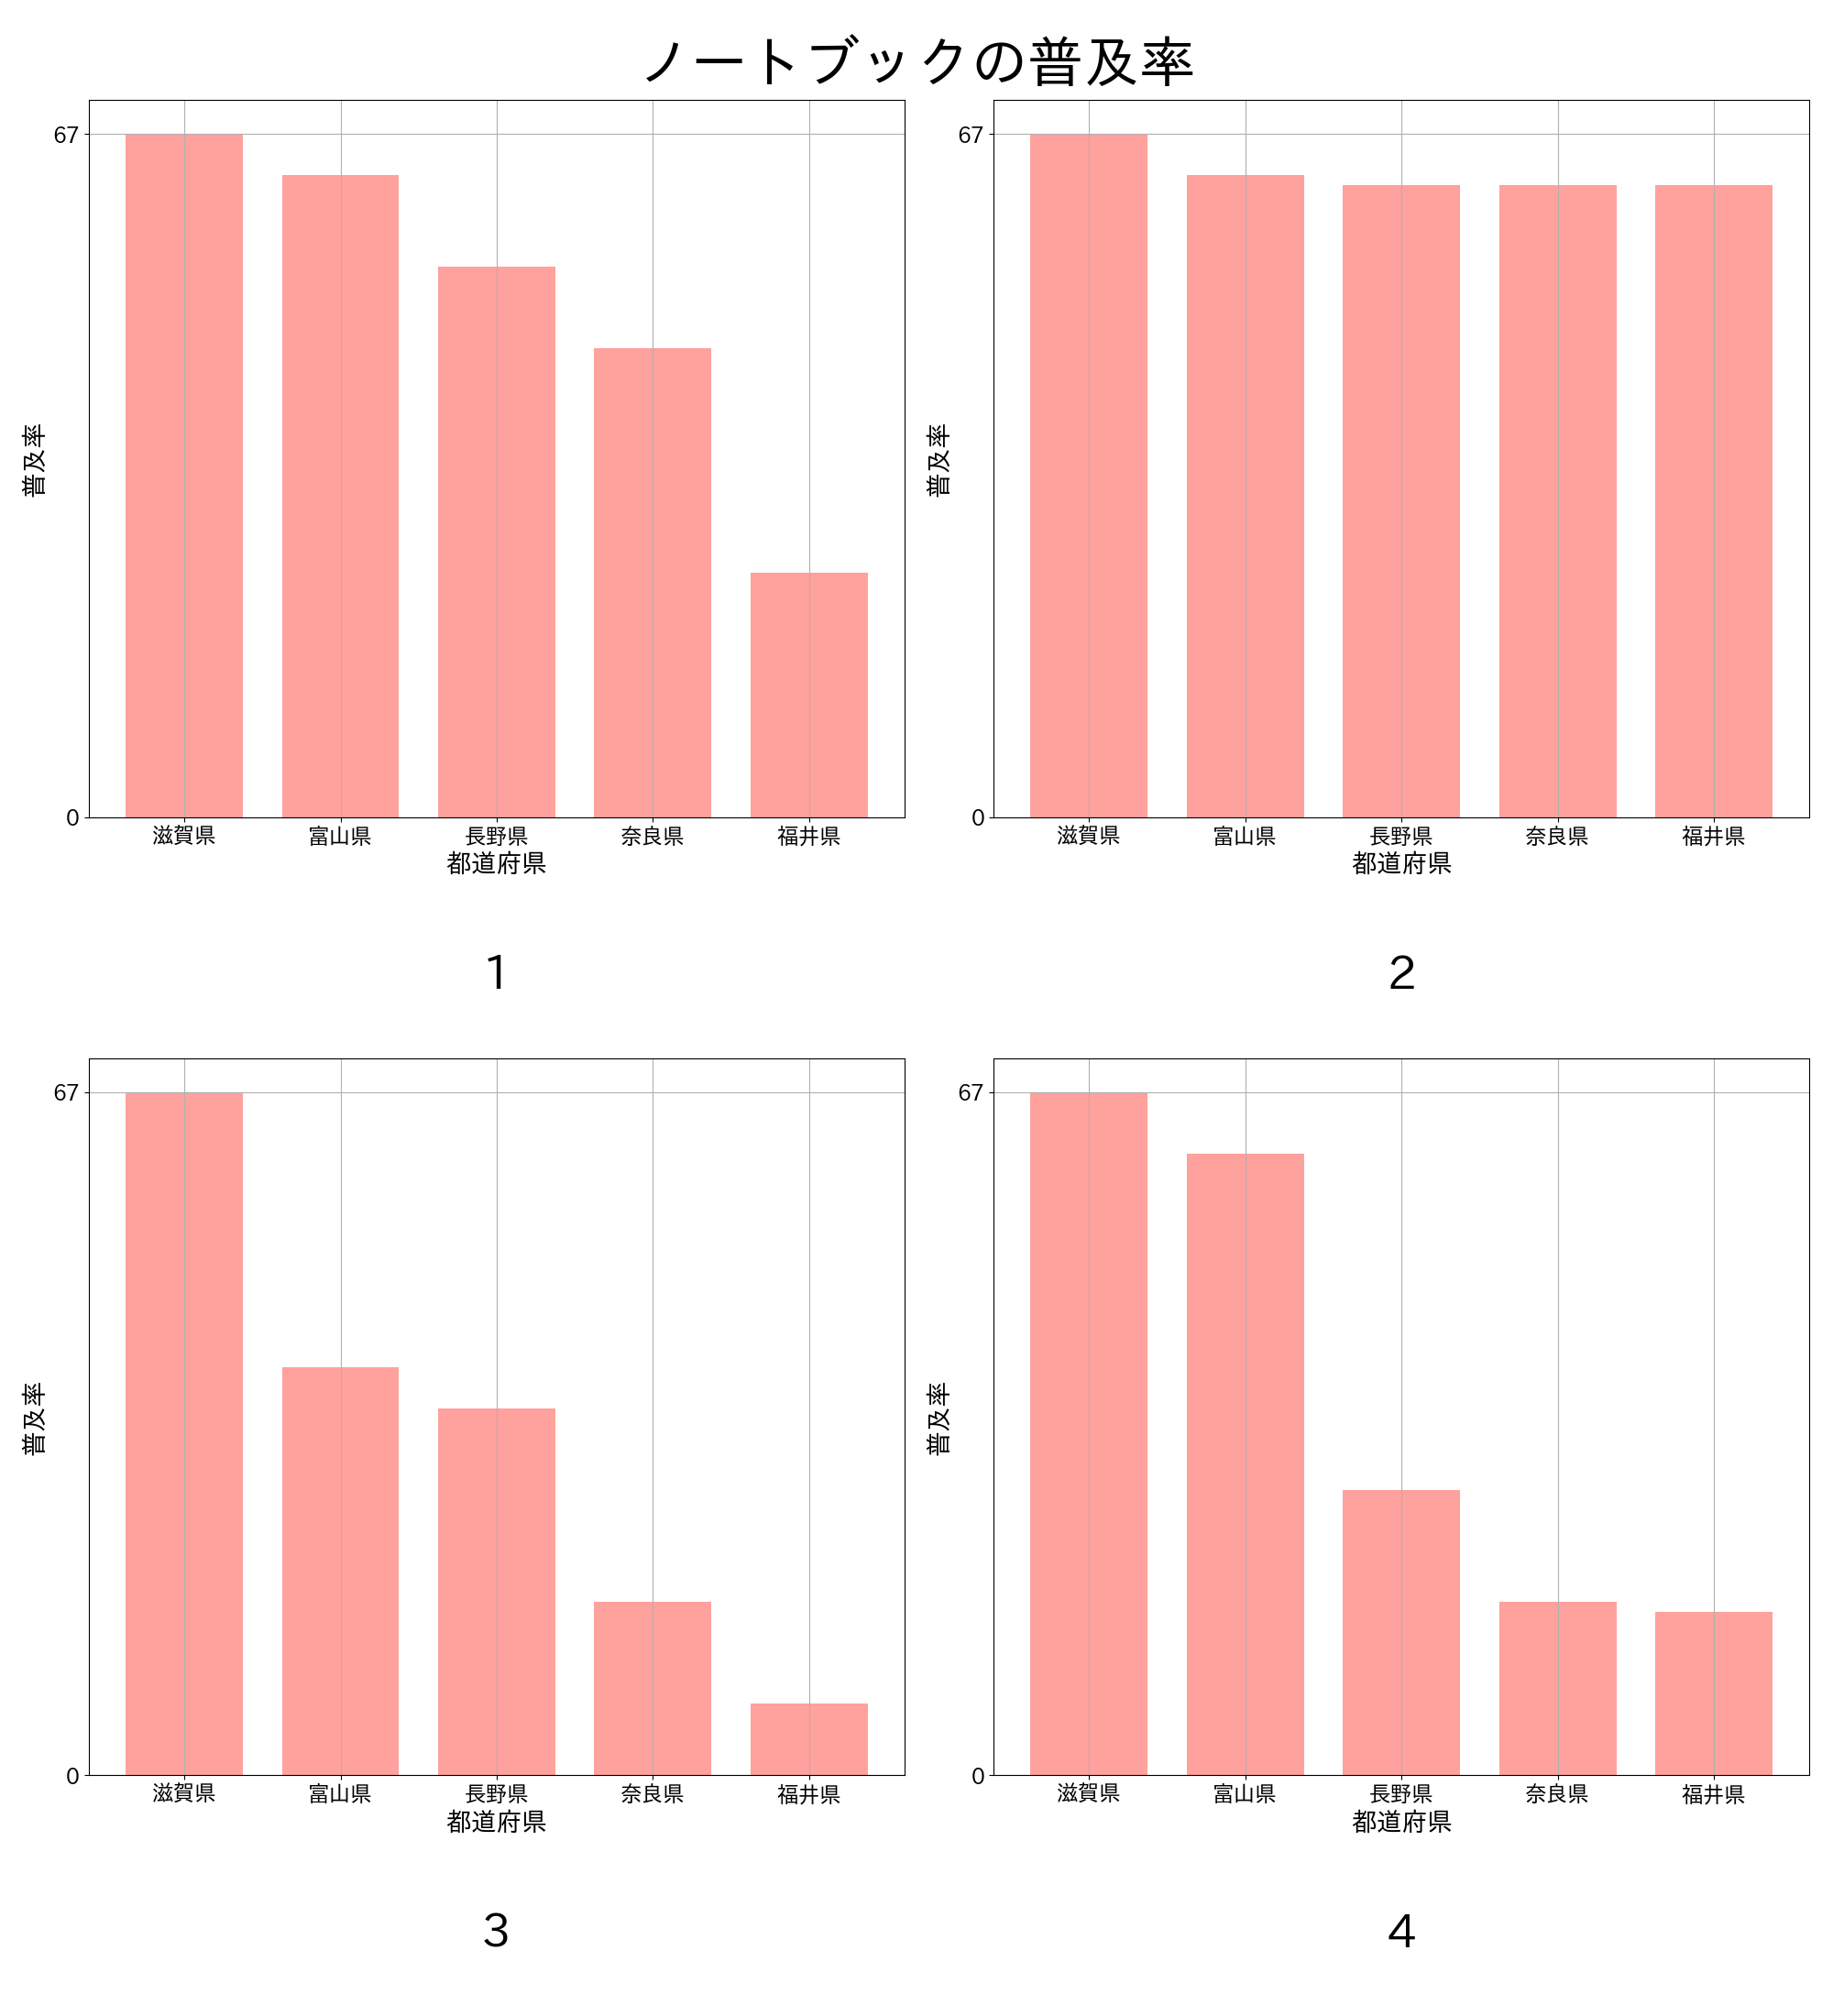 ノートブックの普及率
67
0
普及率
滋賀県 富山県 長野県 奈良県 福井県
都道府県
1
67
0
普及率
滋賀県 富山県 長野県 奈良県 福井県
都道府県
2
67
0
普及率
滋賀県 富山県 長野県 奈良県 福井県
都道府県
3
67
0
普及率
滋賀県 富山県 長野県 奈良県 福井県
都道府県
4